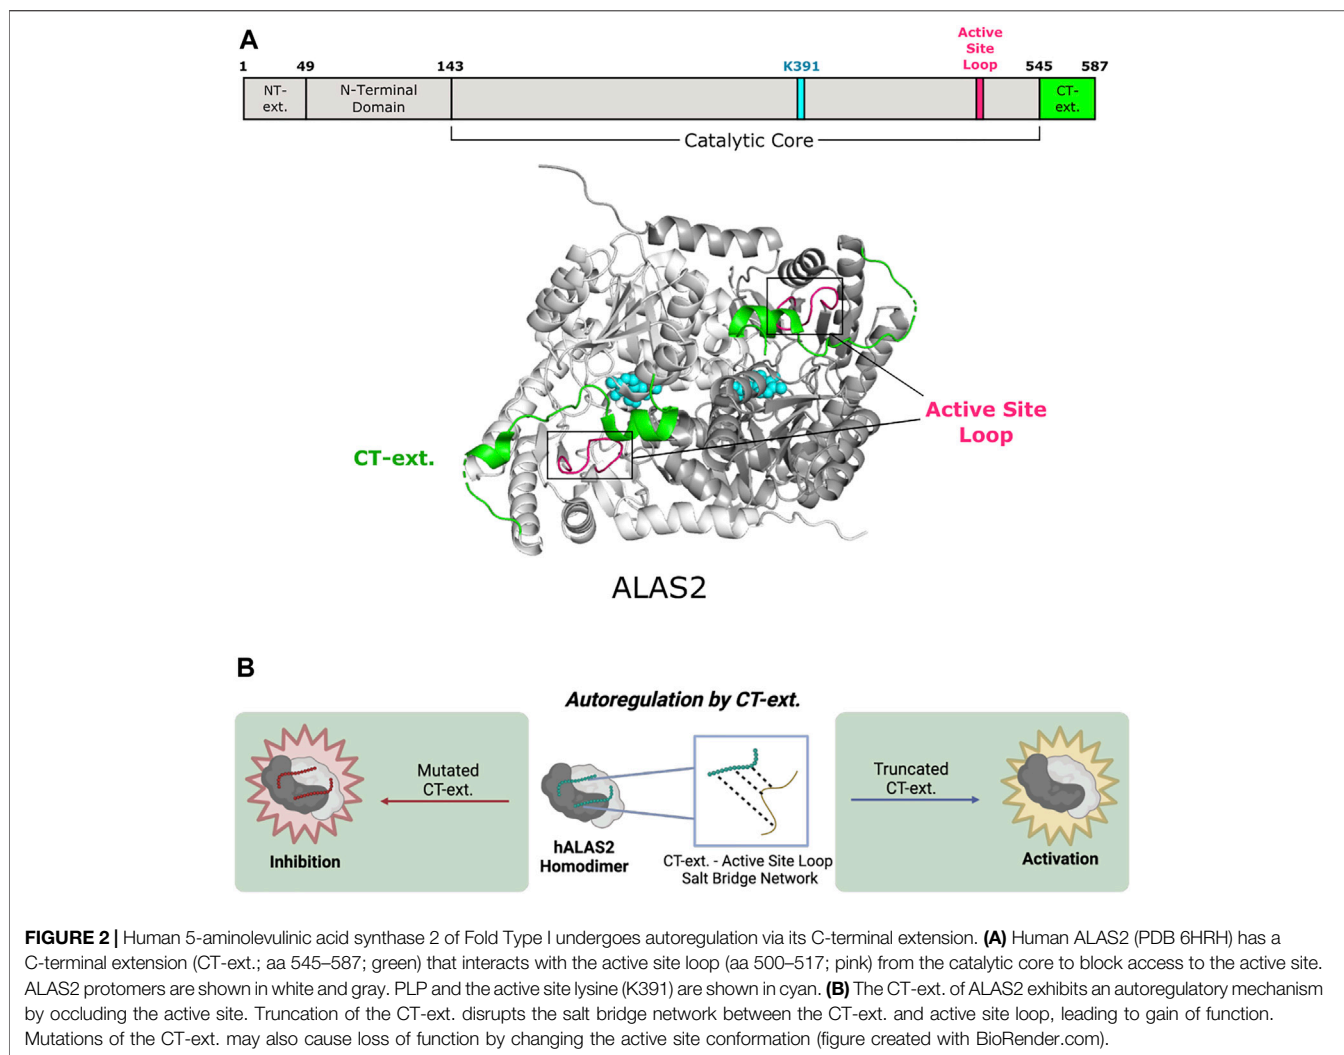 A
Active
Site
Loop
1 49 143 K391 545 587
NT-
ext.
N-Terminal
Domain
CT-
ext.
Catalytic Core
Active Site
Loop
CT-ext.
ALAS2
B
Autoregulation by CT-ext.
Mutated
CT-ext.
Inhibition
hALAS2
Homodimer
CT-ext. - Active Site Loop
Salt Bridge Network
Truncated
CT-ext.
Activation
FIGURE 2 | Human 5-aminolevulinic acid synthase 2 of Fold Type I undergoes autoregulation via its C-terminal extension. (A) Human ALAS2 (PDB 6HRH) has a
C-terminal extension (CT-ext.; aa 545–587; green) that interacts with the active site loop (aa 500–517; pink) from the catalytic core to block access to the active site.
ALAS2 protomers are shown in white and gray. PLP and the active site lysine (K391) are shown in cyan. (B) The CT-ext. of ALAS2 exhibits an autoregulatory mechanism
by occluding the active site. Truncation of the CT-ext. disrupts the salt bridge network between the CT-ext. and active site loop, leading to gain of function.
Mutations of the CT-ext. may also cause loss of function by changing the active site conformation (figure created with BioRender.com).